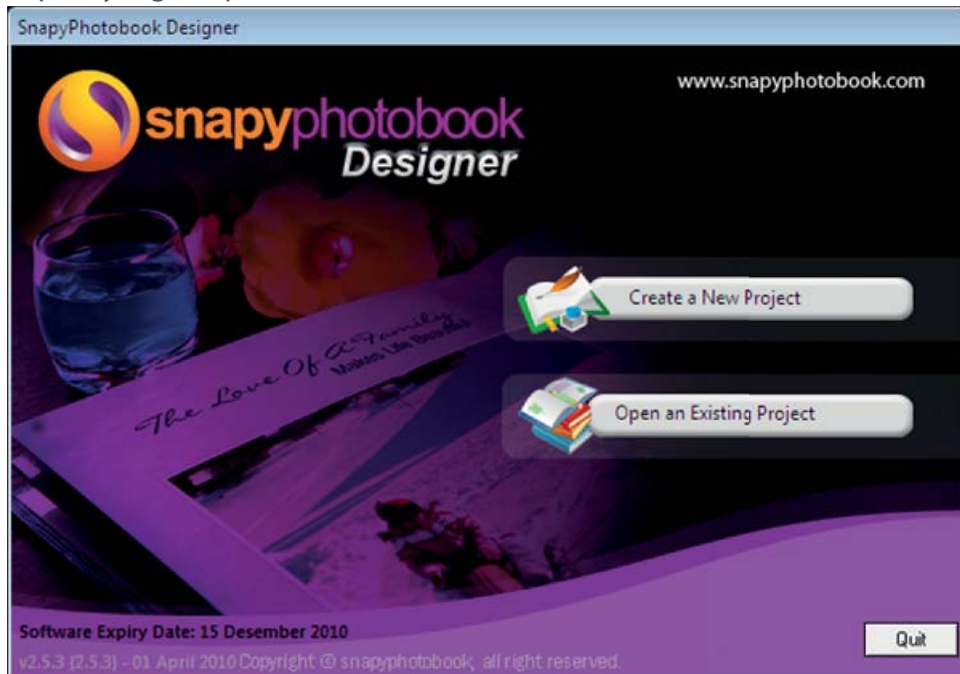 SnapyPhotobook Designer
www.snapyphotobook.com
snapyphotobook
Designer
Create a New Project
The Love Of A Family
Makes Life Beautiful
Open an Existing Project
Software Expiry Date: 15 Desember 2010
Quit
v2.5.3 (2.5.3) - 01 April 2010 Copyright © snapyphotobook, all right reserved.